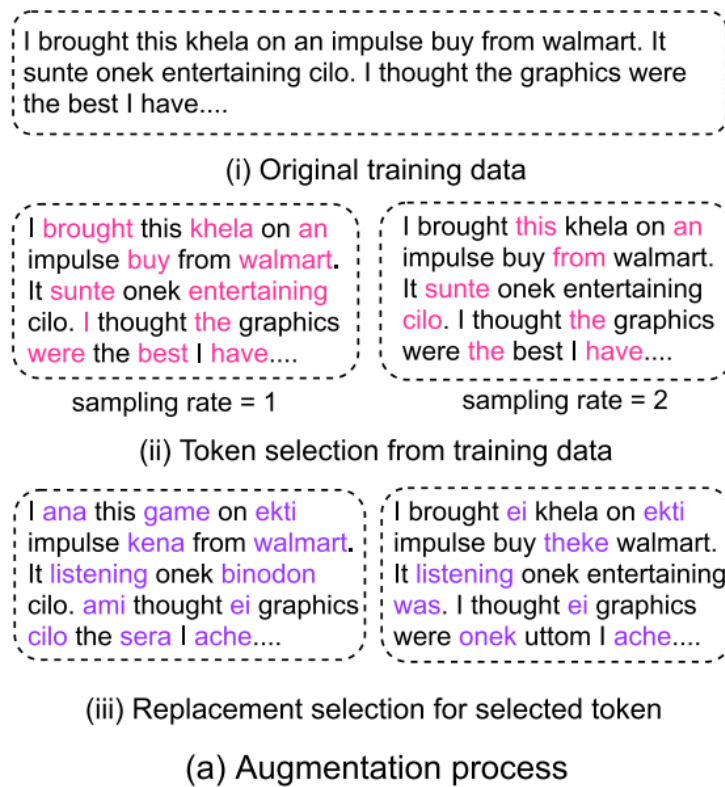 I brought this khela on an impulse buy from walmart. It
sunte onek entertaining cilo. I thought the graphics were
the best I have....
(i) Original training data
I brought this khela on an
impulse buy from walmart.
It sunte onek entertaining
cilo. I thought the graphics
were the best I have....
sampling rate = 1
I brought this khela on an
impulse buy from walmart.
It sunte onek entertaining
cilo. I thought the graphics
were the best I have....
sampling rate = 2
(ii) Token selection from training data
I ana this game on ekti
impulse kena from walmart.
It listening onek binodon
cilo. ami thought ei graphics
cilo the sera I ache....
I brought ei khela on ekti
impulse buy theke walmart.
It listening onek entertaining
was. I thought ei graphics
were onek uttom I ache....
(iii) Replacement selection for selected token
(a) Augmentation process